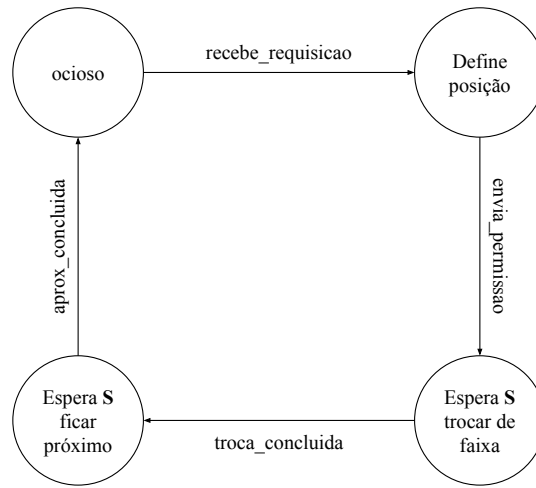 ocioso
recebe_requisicao
Define
posição
envia_permissao
Espera S
trocar de
faixa
troca_concluida
Espera S
ficar
próximo
aprox_concluida